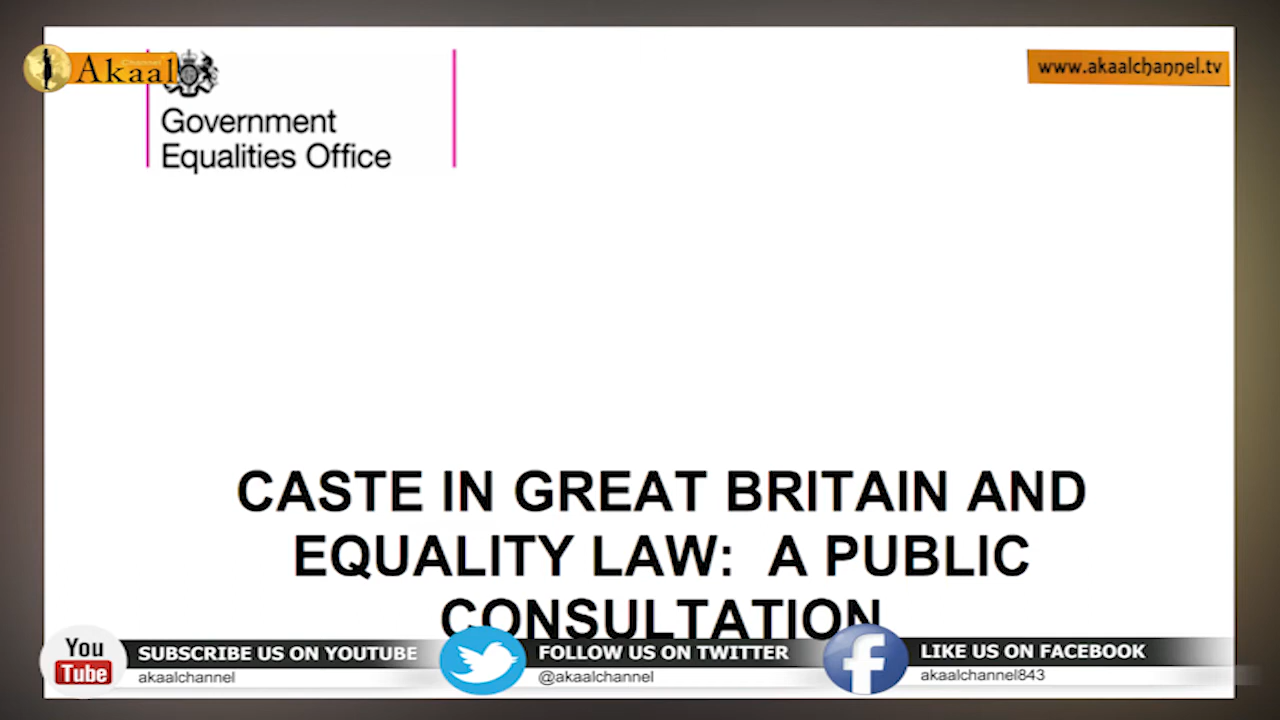 Akaal
Channel
www.akaalchannel.tv
Government
Equalities Office
CASTE IN GREAT BRITAIN AND
EQUALITY LAW: A PUBLIC
CONSULTATION
You
Tube
SUBSCRIBE US ON YOUTUBE
akaalchannel
FOLLOW US ON TWITTER
@akaalchannel
f
LIKE US ON FACEBOOK
akaalchannel843